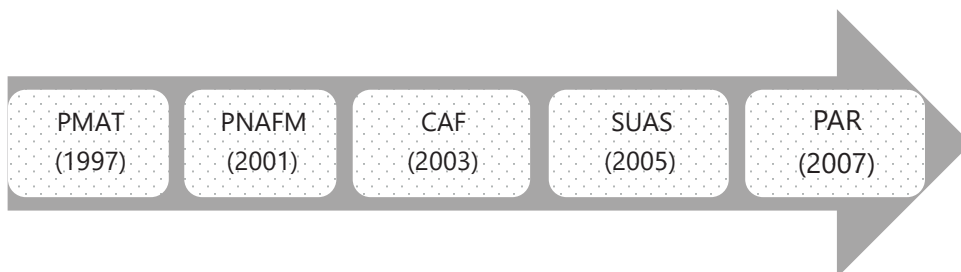 PMAT
(1997)
PNAFM
(2001)
CAF
(2003)
SUAS
(2005)
PAR
(2007)